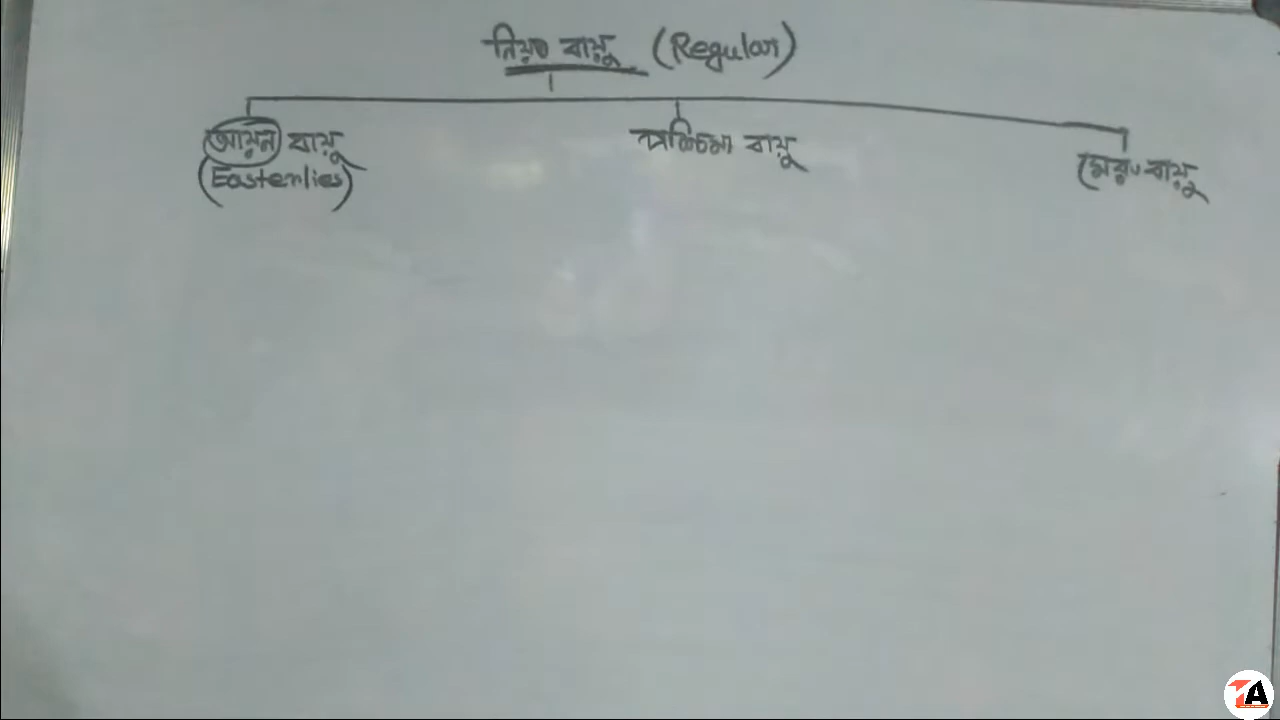 নিয়ত বায়ু (Regular)
আয়ন বায়ু
(Easterlies)
পশ্চিমা বায়ু
মেরু বায়ু